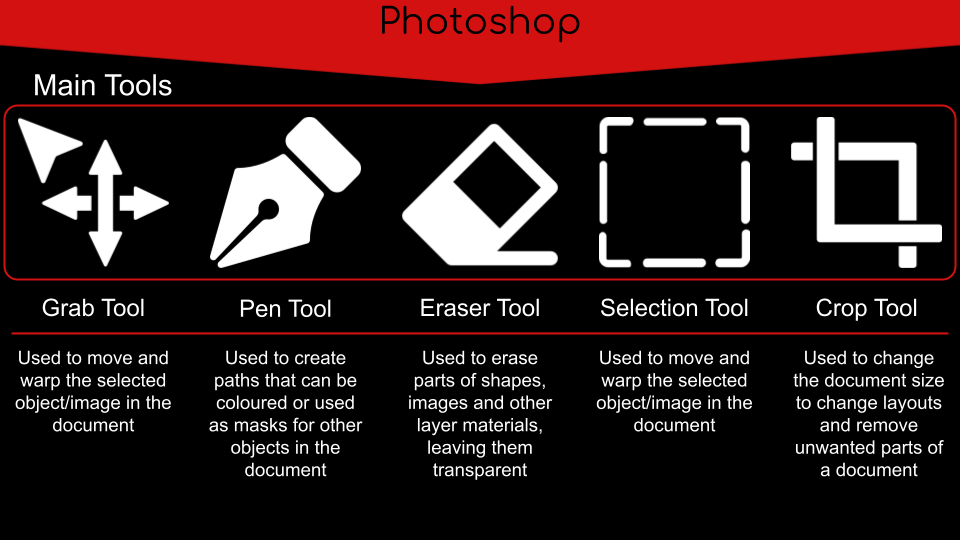 Photoshop
Main Tools
Grab Tool
Pen Tool
Eraser Tool
Selection Tool
Crop Tool
Used to move and
warp the selected
object/image in the
document
Used to create
paths that can be
coloured or used
as masks for other
objects in the
document
Used to erase
parts of shapes,
images and other
layer materials,
leaving them
transparent
Used to move and
warp the selected
object/image in the
document
Used to change
the document size
to change layouts
and remove
unwanted parts of
a document